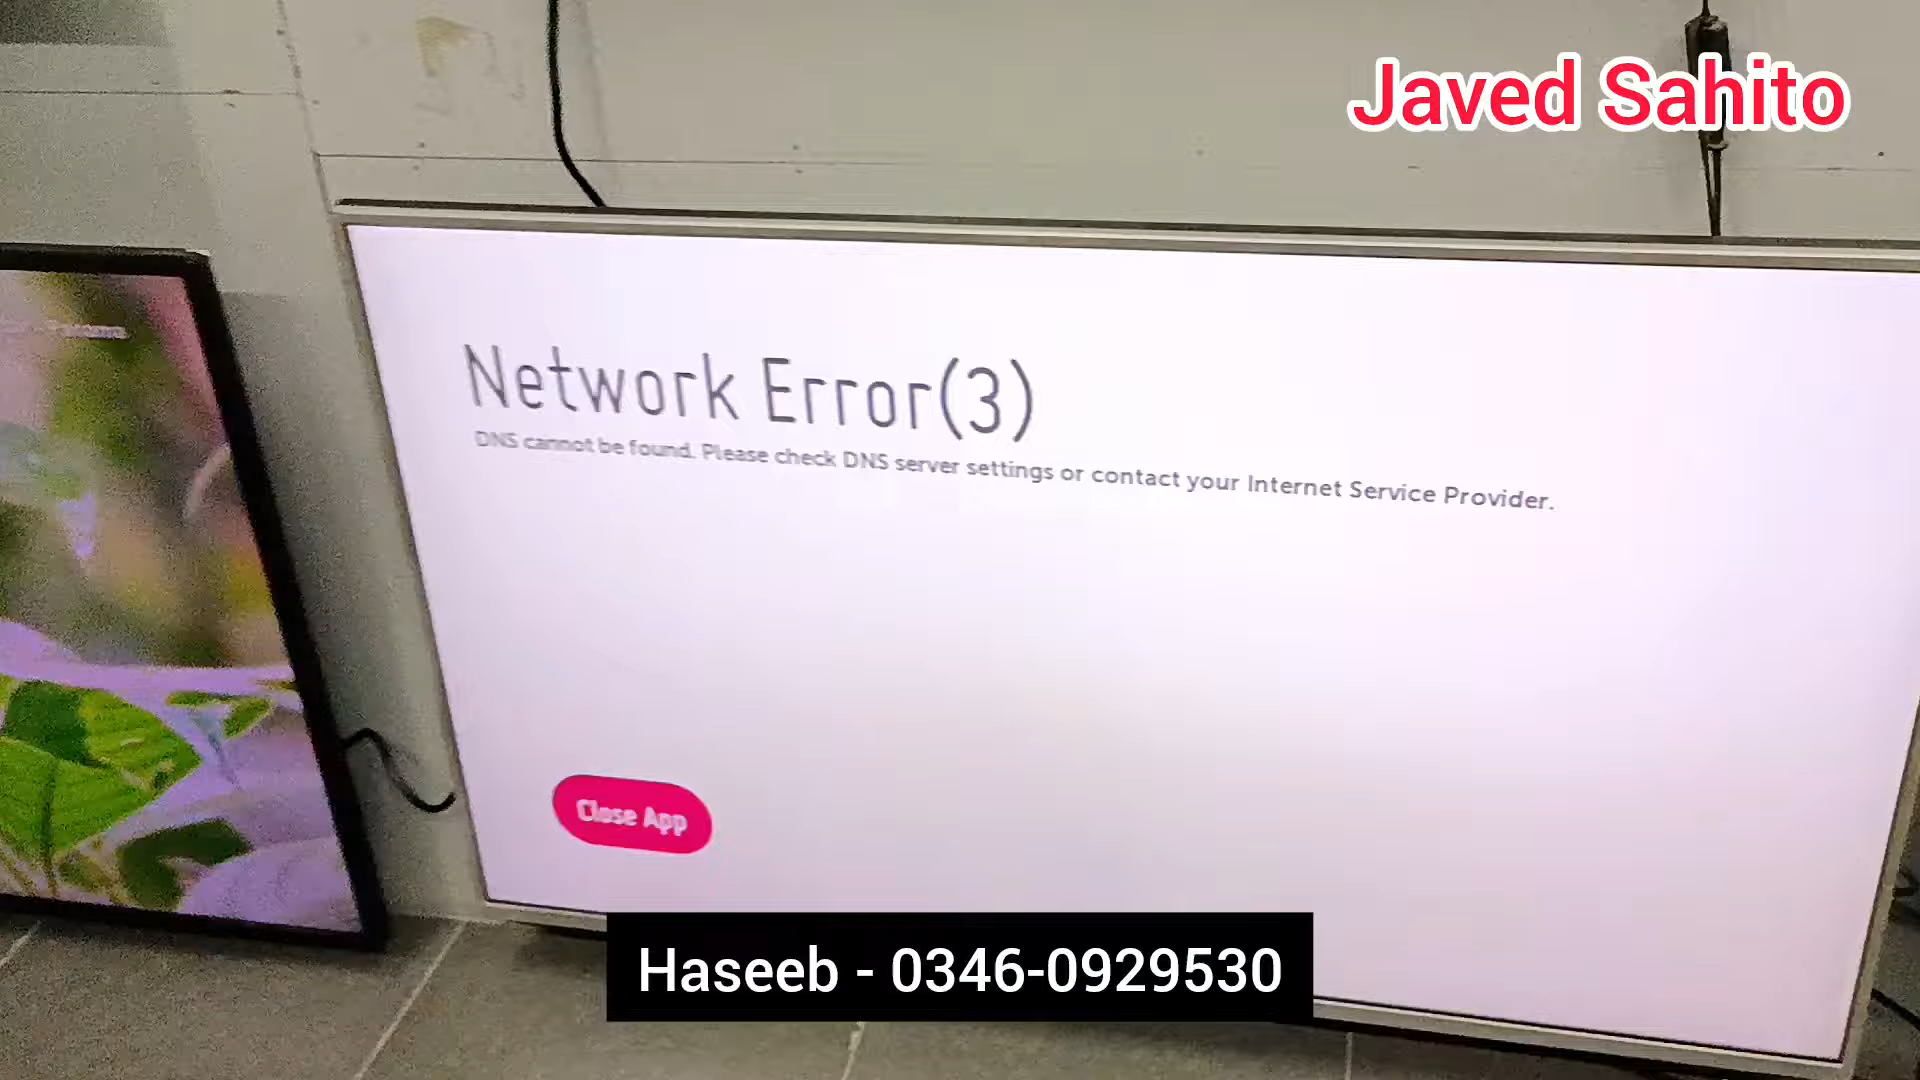 Javed Sahito
Network Error(3)
DNS cannot be found. Please check DNS server settings or contact your Internet Service Provider.
Close App
Haseeb - 0346-0929530